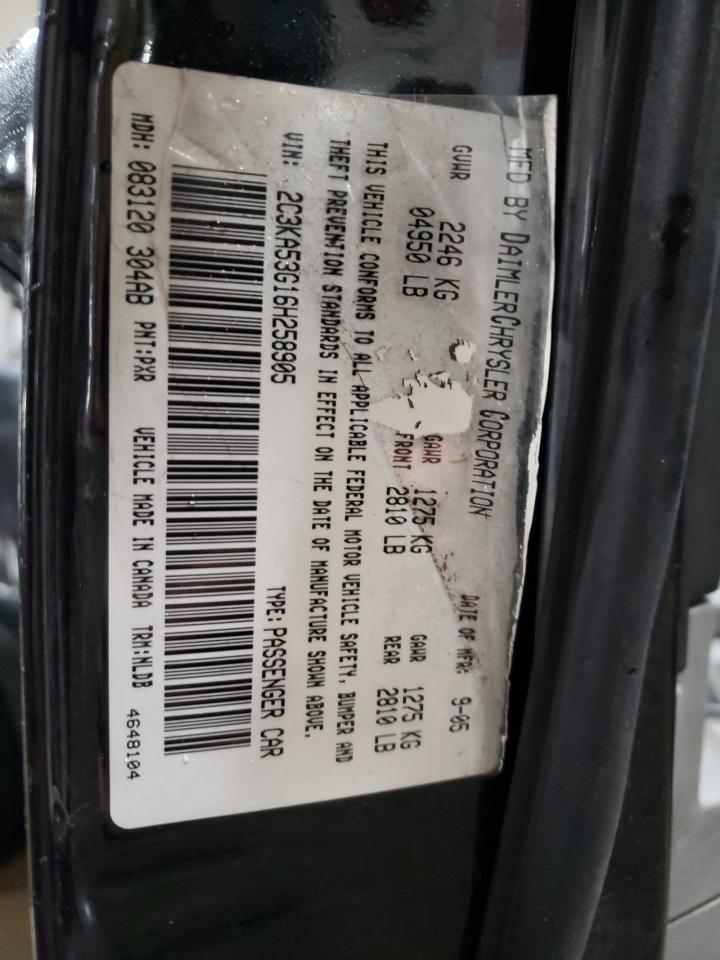 MFD BY DAIMLERCHRYSLER CORPORATION
DATE OF MFR: 9-05
GVWR 2246 KG
04950 LB
GAWR FRONT 1275 KG
2810 LB
GAWR REAR 1275 KG
2810 LB
THIS VEHICLE CONFORMS TO ALL APPLICABLE FEDERAL MOTOR VEHICLE SAFETY, BUMPER AND
THEFT PREVENTION STANDARDS IN EFFECT ON THE DATE OF MANUFACTURE SHOWN ABOVE.
VIN: 2C3KA53G16H258905 TYPE: PASSENGER CAR
MDH: 083120 304AB PNT:PXR VEHICLE MADE IN CANADA TRM:NLDB 4648104